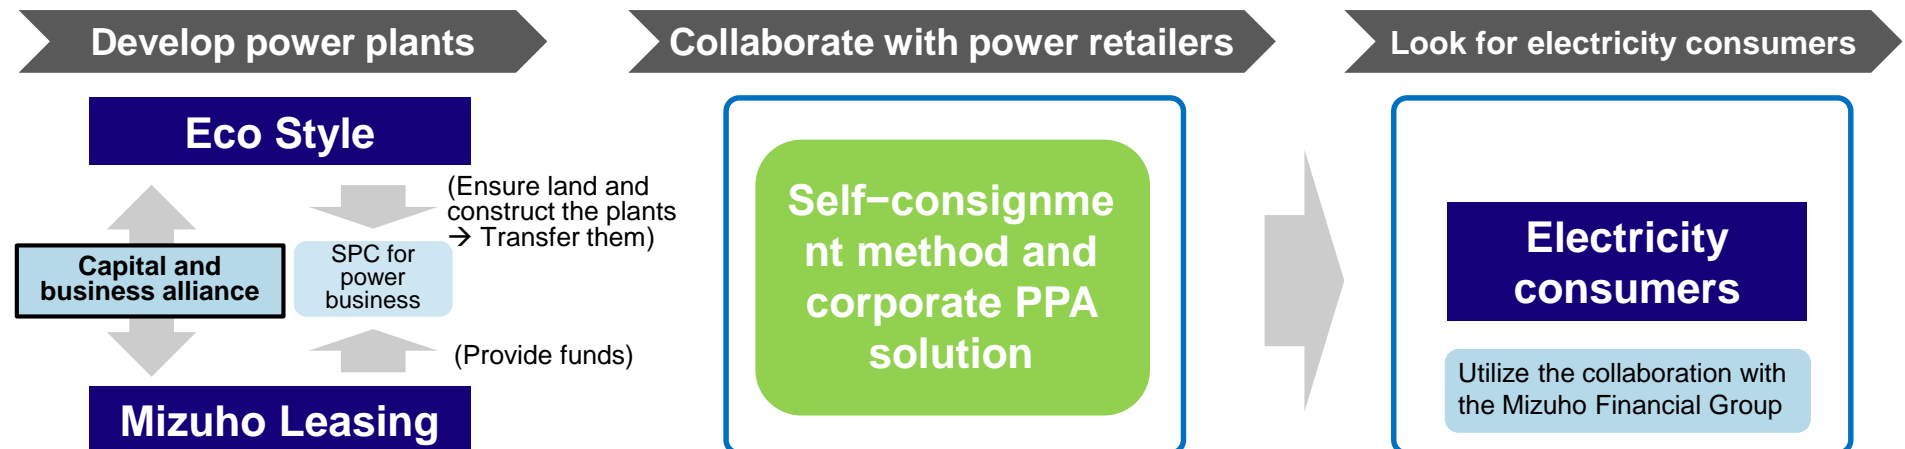 Develop power plants
Collaborate with power retailers
Look for electricity consumers
Eco Style
(Ensure land and
construct the plants
→ Transfer them)
Capital and
business alliance
SPC for
power
business
(Provide funds)
Mizuho Leasing
Self−consignme
nt method and
corporate PPA
solution
Electricity
consumers
Utilize the collaboration with
the Mizuho Financial Group